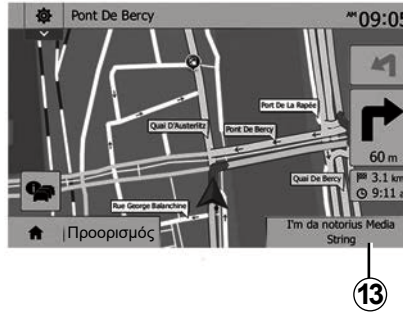 Pont De Bercy
AM 09:05
Port De La Rapée
Quai D'Austerlitz
Pont De Bercy
60 m
Quai De Bercy
3.1 km
9:11 a
Rue George Balanchine
Προορισμός
I'm da notorius Media
String
13